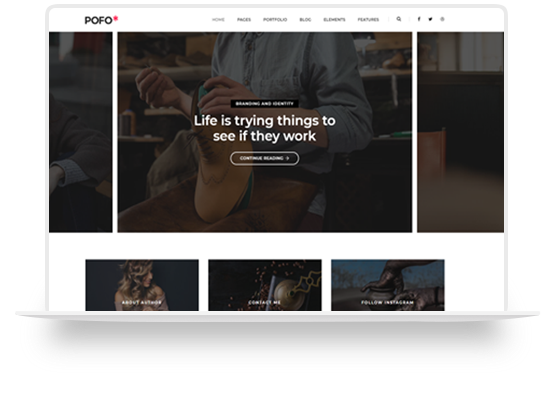 POFO*
HOME PAGES PORTFOLIO BLOG ELEMENTS FEATURES
BRANDING AND IDENTITY
Life is trying things to
see if they work
CONTINUE READING >
ABOUT AUTHOR
CONTACT ME
FOLLOW INSTAGRAM